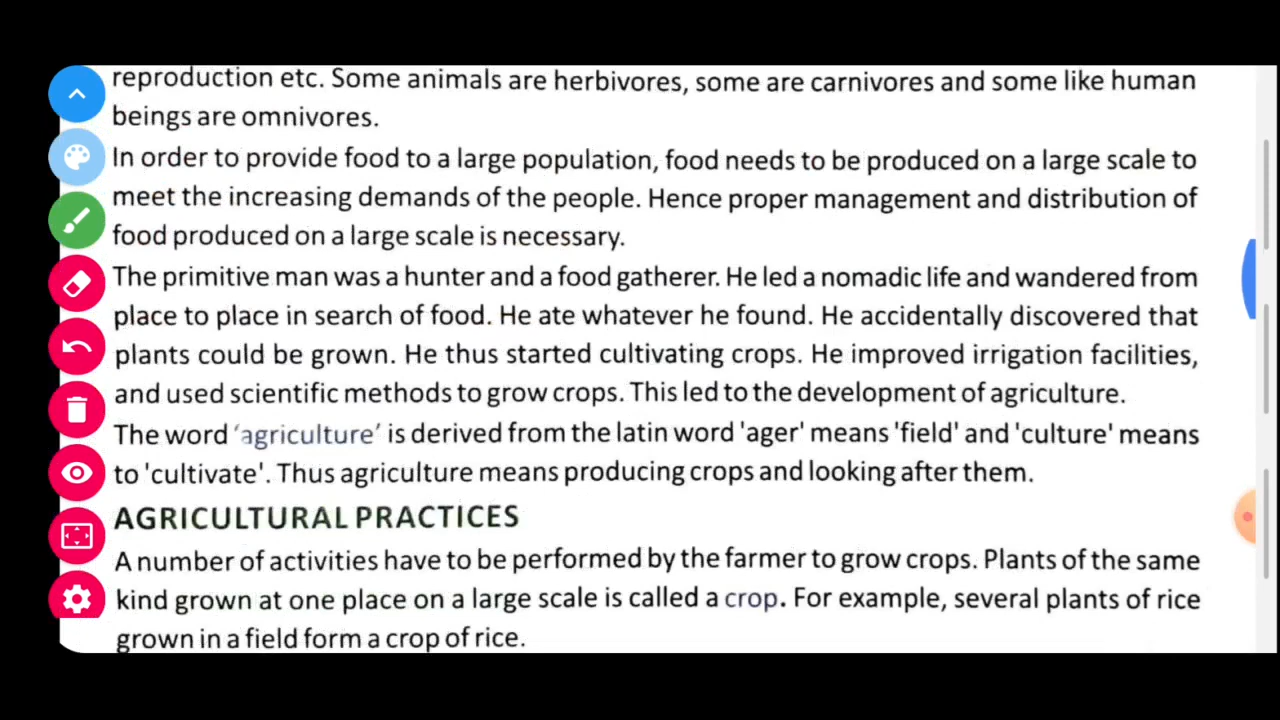 reproduction etc. Some animals are herbivores, some are carnivores and some like human
beings are omnivores.
In order to provide food to a large population, food needs to be produced on a large scale to
meet the increasing demands of the people. Hence proper management and distribution of
food produced on a large scale is necessary.
The primitive man was a hunter and a food gatherer. He led a nomadic life and wandered from
place to place in search of food. He ate whatever he found. He accidentally discovered that
plants could be grown. He thus started cultivating crops. He improved irrigation facilities,
and used scientific methods to grow crops. This led to the development of agriculture.
The word 'agriculture' is derived from the latin word 'ager' means 'field' and 'culture' means
to 'cultivate'. Thus agriculture means producing crops and looking after them.
AGRICULTURAL PRACTICES
A number of activities have to be performed by the farmer to grow crops. Plants of the same
kind grown at one place on a large scale is called a crop. For example, several plants of rice
grown in a field form a crop of rice.